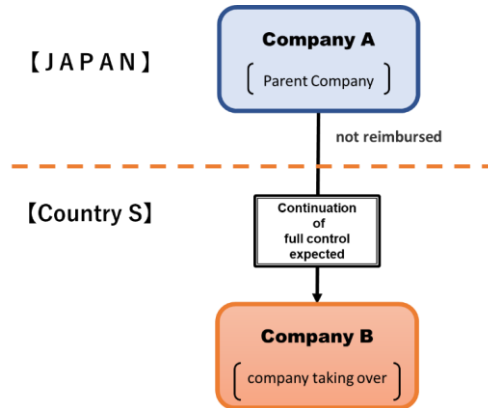 【JAPAN】
Company A
Parent Company
not reimbursed
【Country S】
Continuation
of
full control
expected
Company B
company taking over